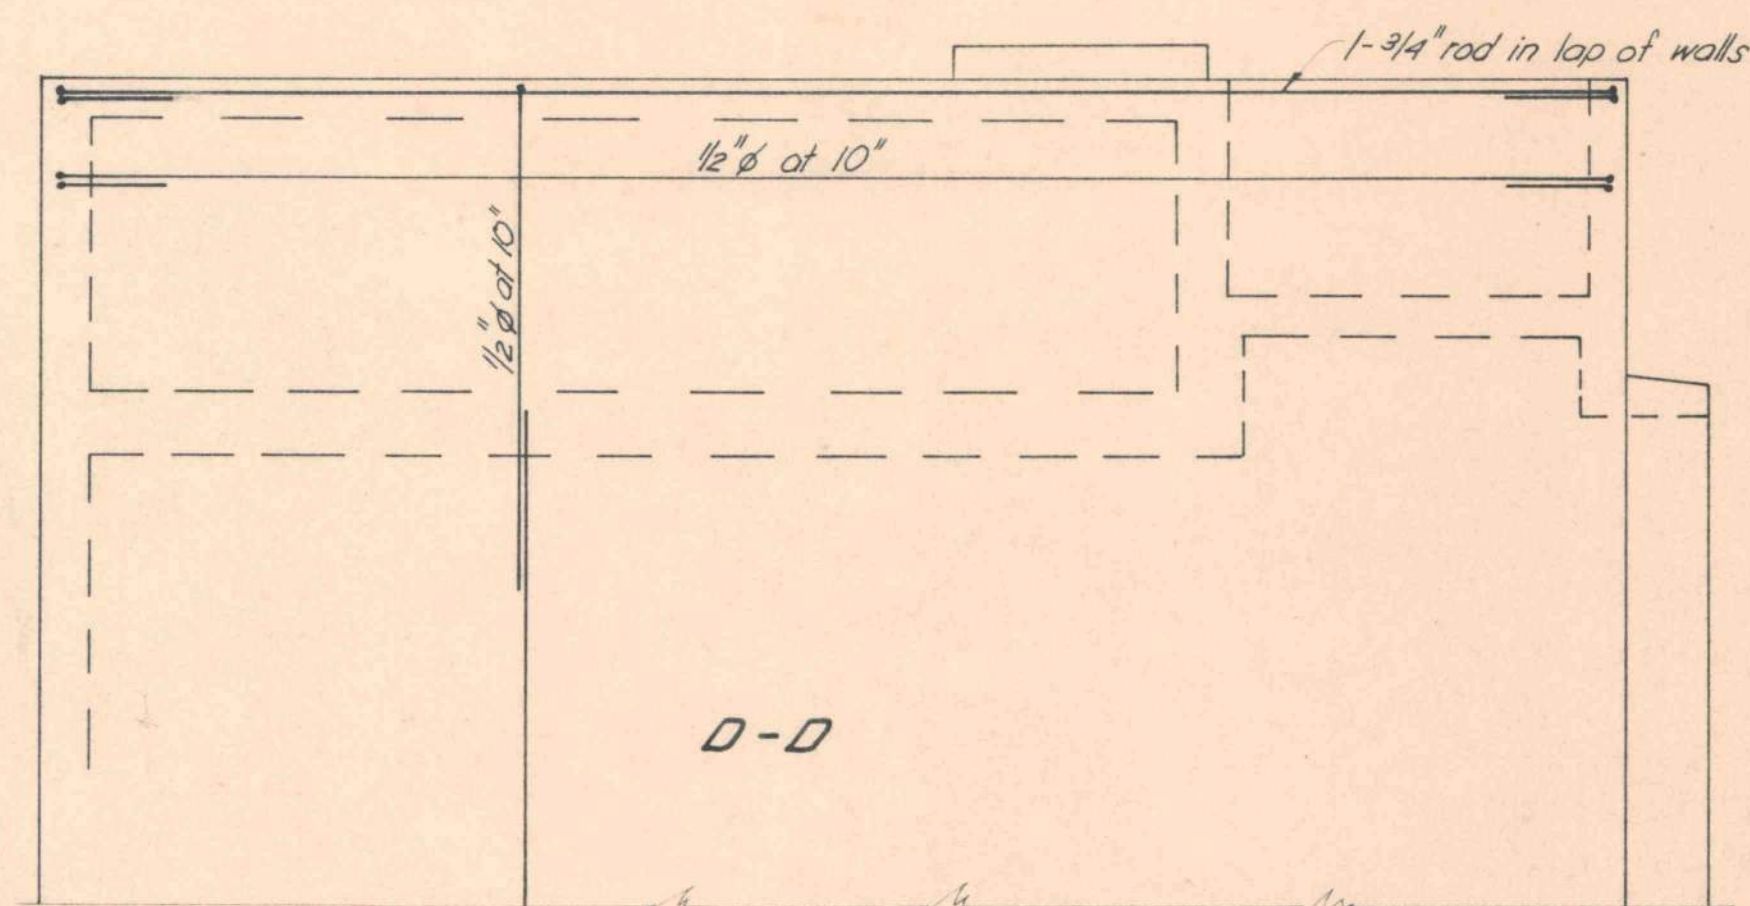 1-3/4" rod in lap of walls
1/2"ø at 10"
1/2"ø at 10"
D-D